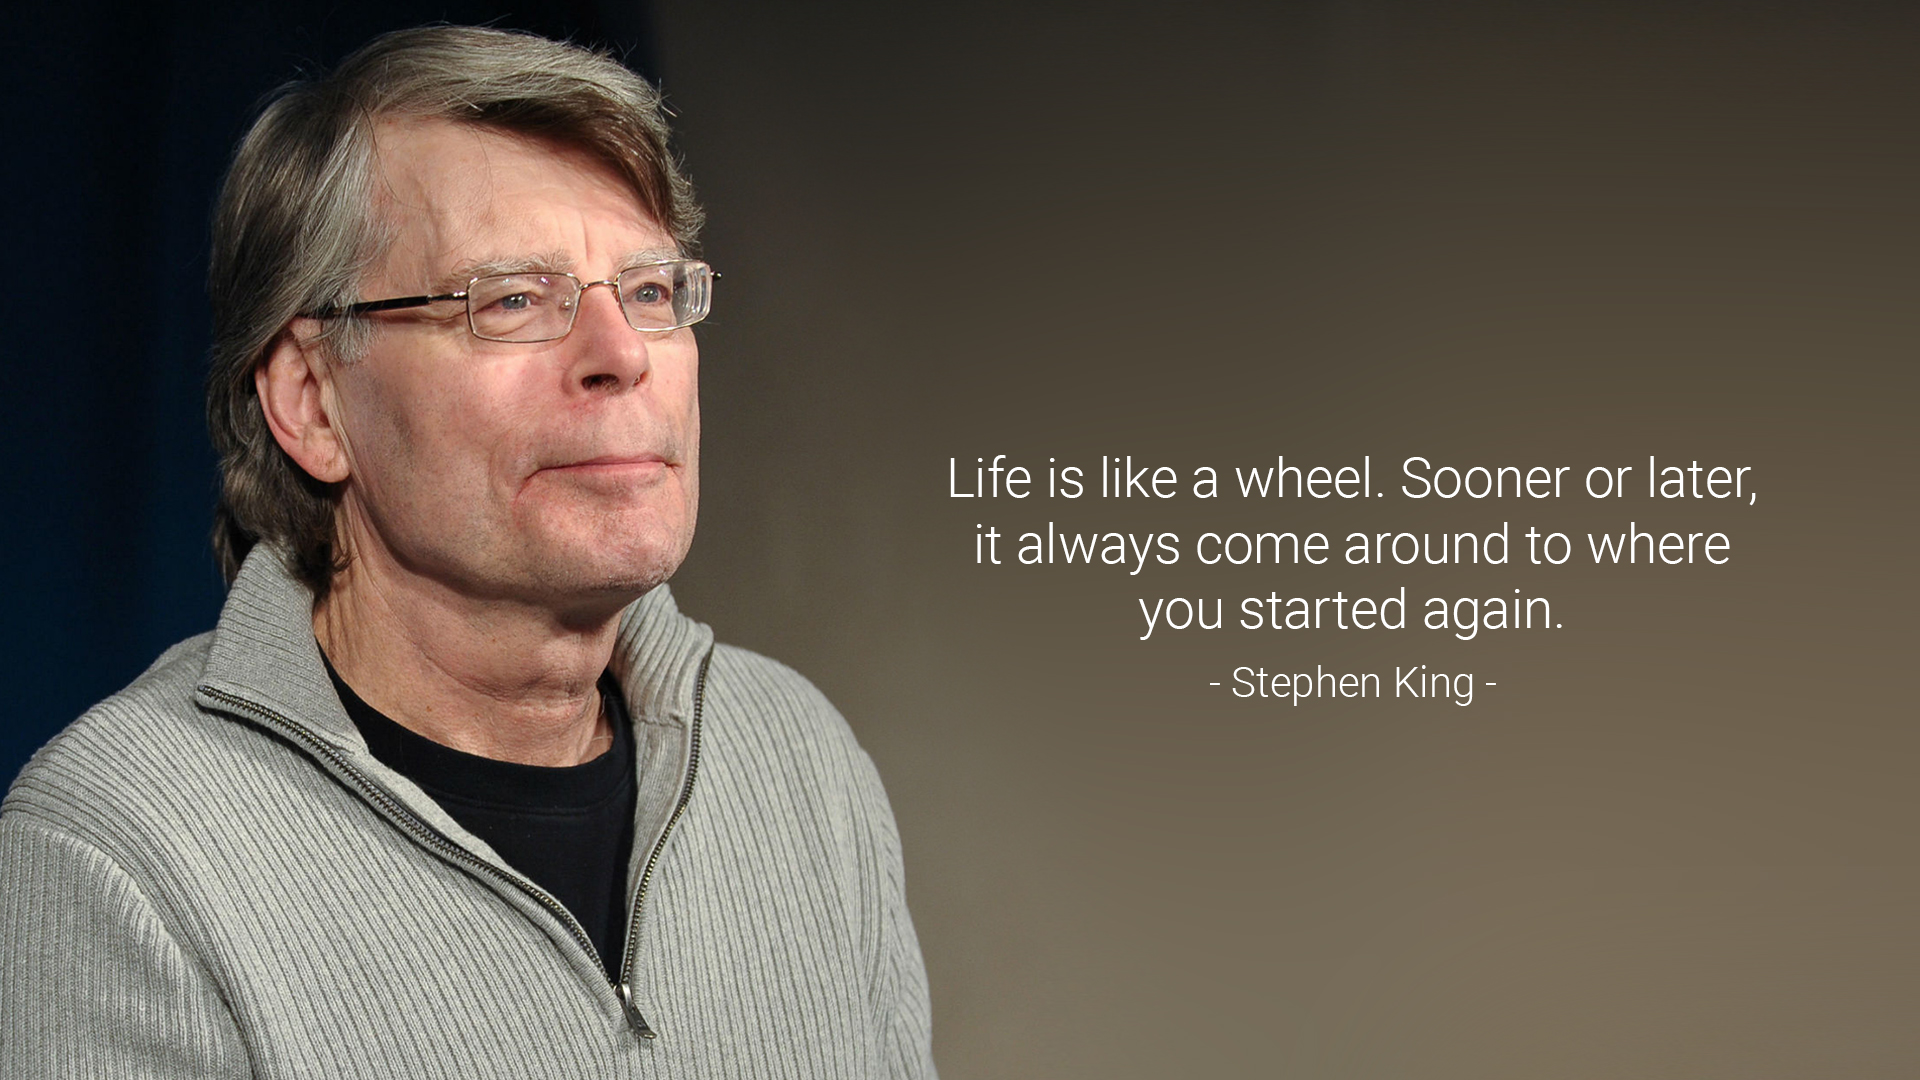 Life is like a wheel. Sooner or later,
it always come around to where
you started again.
- Stephen King -